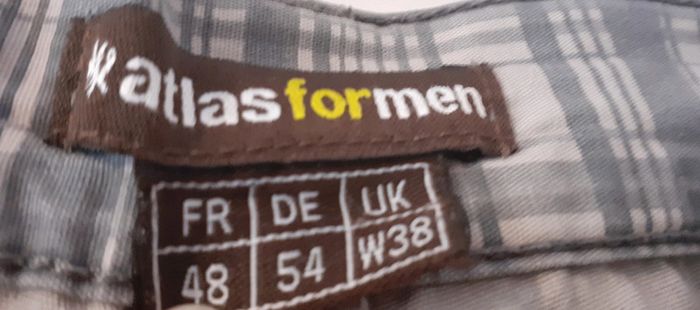 atlasformen
FR DE UK
48 54 W38